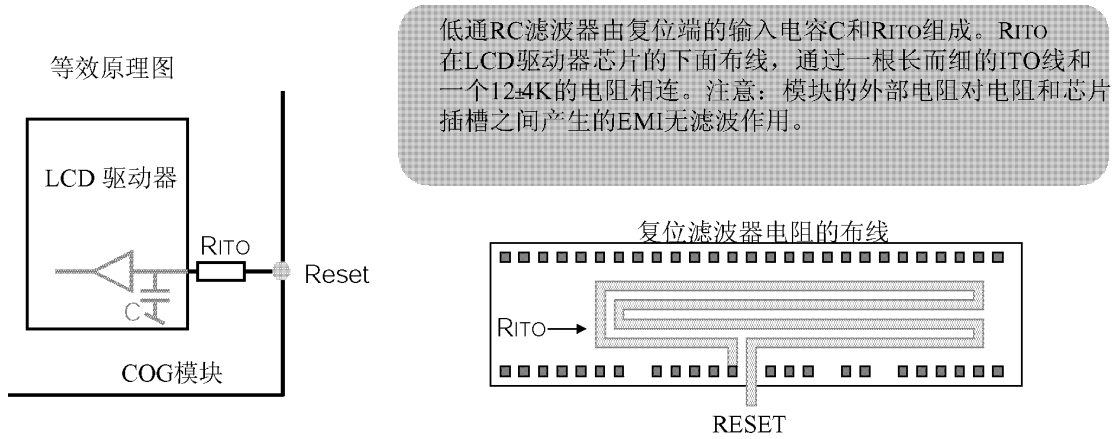 低通RC滤波器由复位端的输入电容C和RITO组成。RITO
在LCD驱动器芯片的下面布线，通过一根长而细的ITO线和
一个12±4K的电阻相连。注意：模块的外部电阻对电阻和芯片
插槽之间产生的EMI无滤波作用。
等效原理图
LCD 驱动器
RITO
Reset
C
COG模块
复位滤波器电阻的布线
RITO
RESET